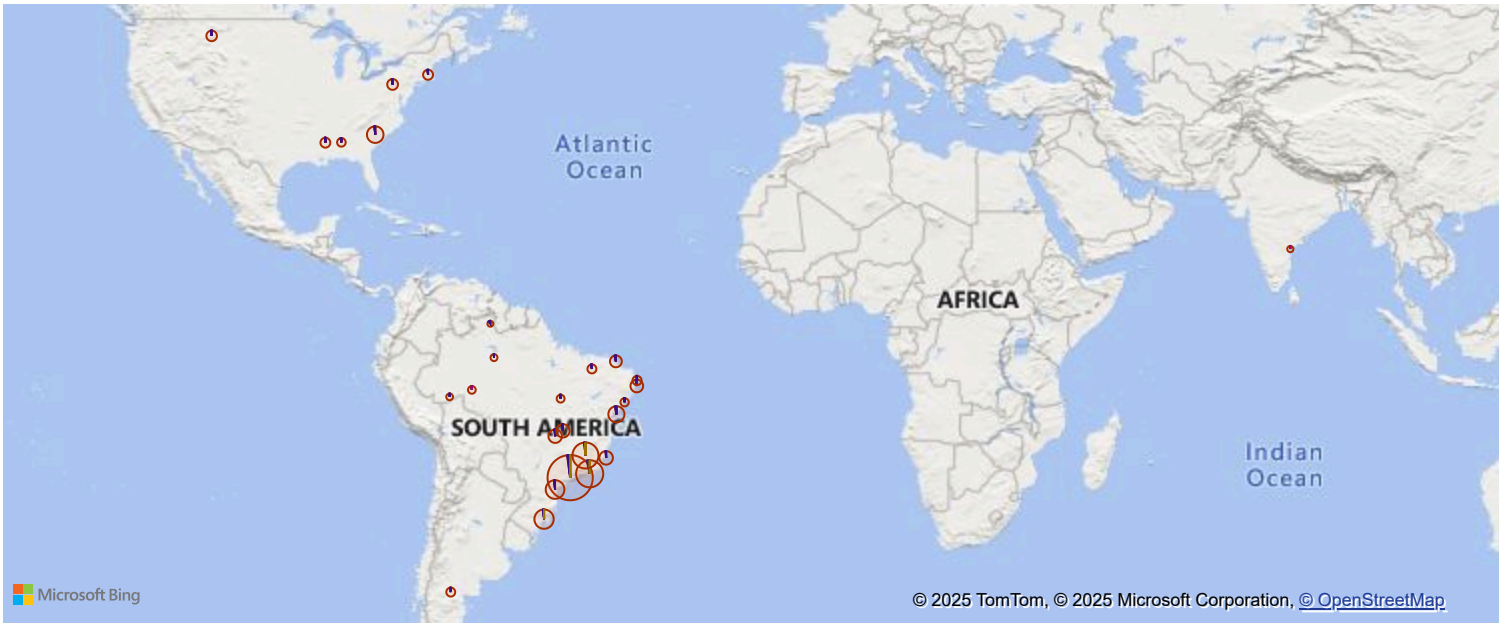 Atlantic
Ocean
AFRICA
SOUTH AMERICA
Indian
Ocean
Microsoft Bing
© 2025 TomTom, © 2025 Microsoft Corporation, © OpenStreetMap